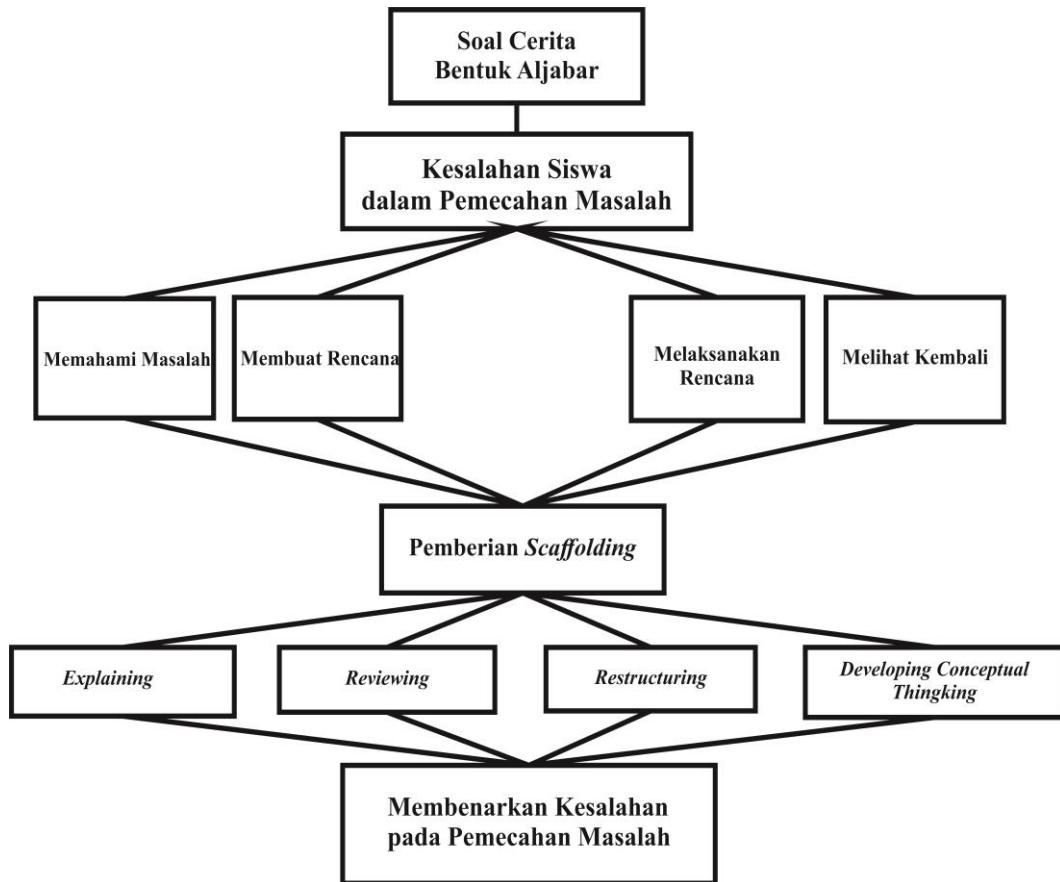 Soal Cerita
Bentuk Aljabar
Kesalahan Siswa
dalam Pemecahan Masalah
Memahami Masalah
Membuat Rencana
Melaksanakan
Rencana
Melihat Kembali
Pemberian Scaffolding
Explaining
Reviewing
Restructuring
Developing Conceptual
Thingking
Membenarkan Kesalahan
pada Pemecahan Masalah